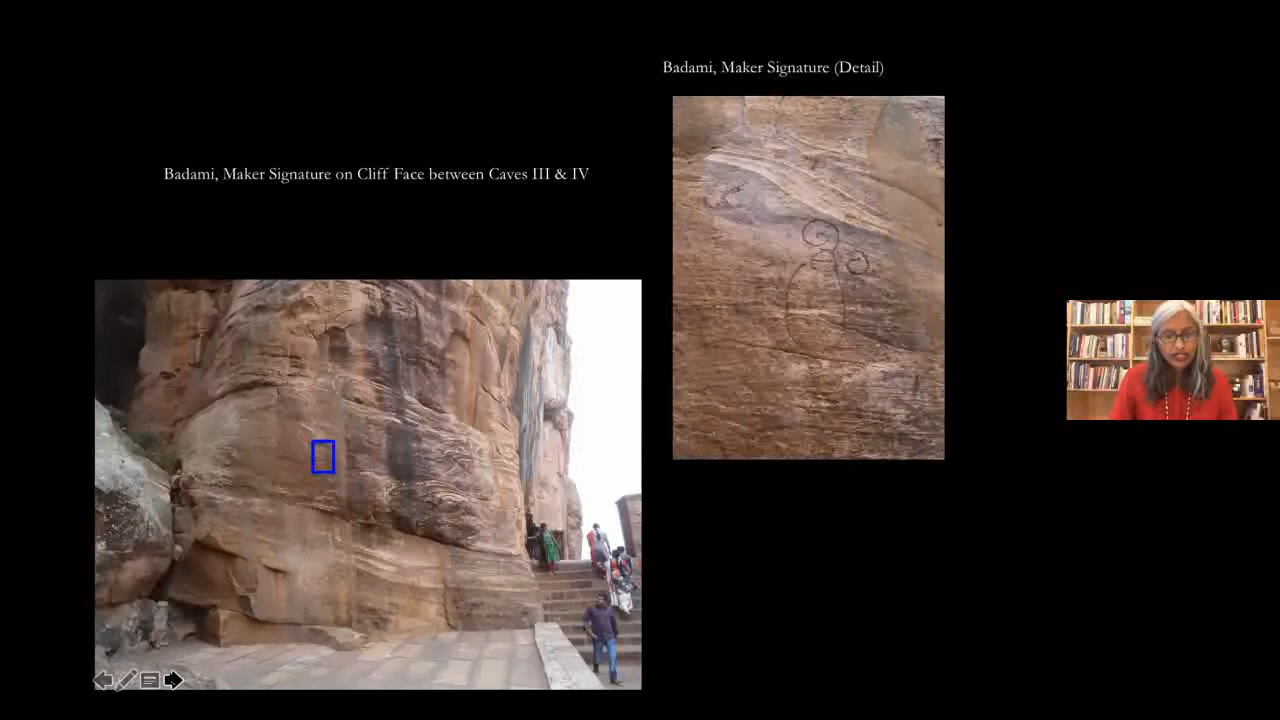 Badami, Maker Signature (Detail)
Badami, Maker Signature on Cliff Face between Caves III & IV